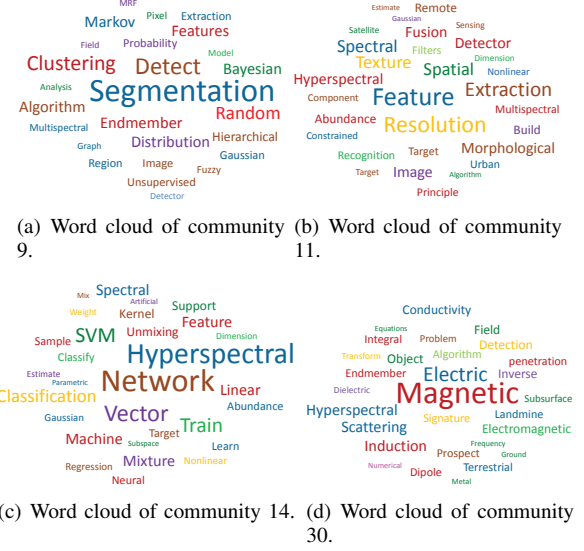 MRF
Pixel Extraction
Markov
Features
Field Probability
Model
Clustering Detect Bayesian
Analysis
Segmentation
Algorithm Random
Multispectral Endmember
Distribution Hierarchical
Graph Gaussian
Region Image Fuzzy
Unsupervised
Detector
(a) Word cloud of community
9.
Estimate Remote
Gaussian
Satellite Fusion Sensing
Spectral Filters Detector
Texture Dimension
Spatial Nonlinear
Hyperspectral
Component Feature Extraction
Abundance Multispectral
Resolution Build
Constrained
Morphological
Recognition Target
Urban
Target Image Algorithm
Principle
(b) Word cloud of community
11.
Mix Spectral
Artificial
Weight Kernel Support
Feature
SVM Unmixing
Sample Dimension
Classify Hyperspectral
Estimate
Parametric Network
Classification Linear
Vector Abundance
Gaussian Train
Machine Target
Subspace Learn
Regression Mixture Nonlinear
Neural
(c) Word cloud of community 14.
Conductivity
Equations Field
Integral Problem Detection
Transform Object Algorithm
penetration
Endmember Electric Inverse
Dielectric Magnetic Subsurface
Hyperspectral Signature Landmine
Scattering Electromagnetic
Induction Frequency
Prospect Ground
Numerical Dipole Terrestrial
Metal
(d) Word cloud of community
30.